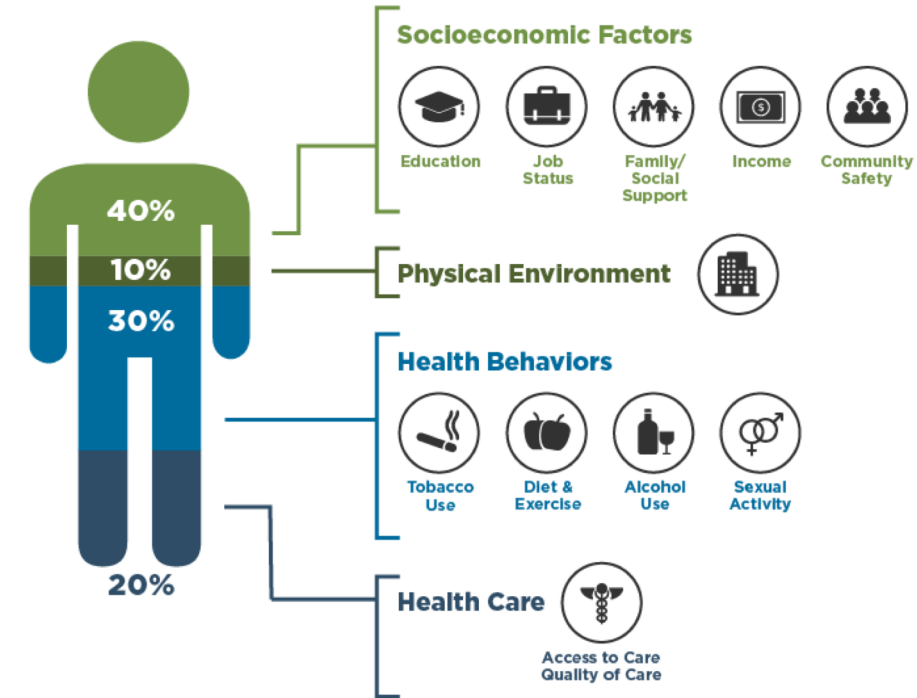 Socioeconomic Factors
Education
Job
Status
Family/
Social
Support
Income
Community
Safety
40%
10%
Physical Environment
30%
Health Behaviors
Tobacco
Use
Diet &
Exercise
Alcohol
Use
Sexual
Activity
20%
Health Care
Access to Care
Quality of Care